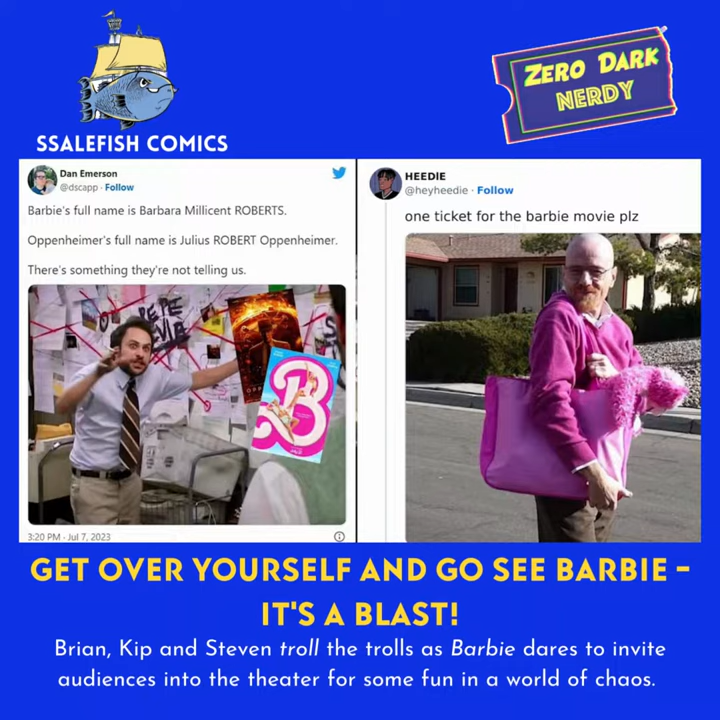 ZERO DARK
NERDY
SSALEFISH COMICS
Dan Emerson
@dscapp · Follow
Barbie's full name is Barbara Millicent ROBERTS.
Oppenheimer's full name is Julius ROBERT Oppenheimer.
There's something they're not telling us.
PEPE
B
3:20 PM · Jul 7, 2023
HEEDIE
@heyheedie · Follow
one ticket for the barbie movie plz
GET OVER YOURSELF AND GO SEE BARBIE -
IT'S A BLAST!
Brian, Kip and Steven troll the trolls as Barbie dares to invite
audiences into the theater for some fun in a world of chaos.